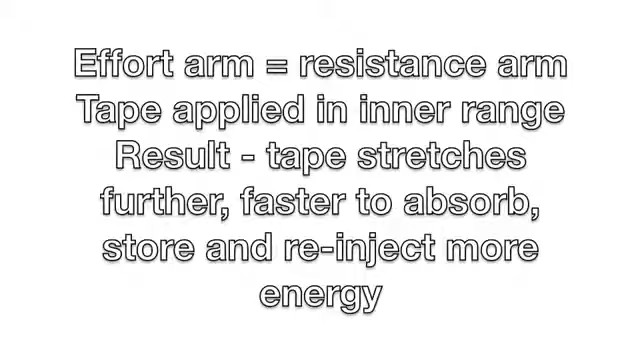 Effort arm = resistance arm
Tape applied in inner range
Result - tape stretches
further, faster to absorb,
store and re-inject more
energy